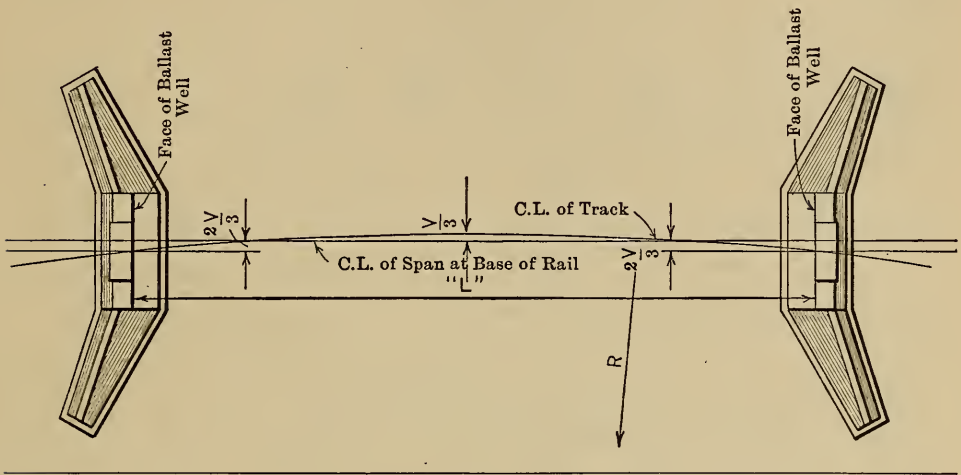 Face of Ballast
Well
Face of Ballast
Well
2V/3
V/3
C.L. of Track
C.L. of Span at Base of Rail
2V/3
"L"
R